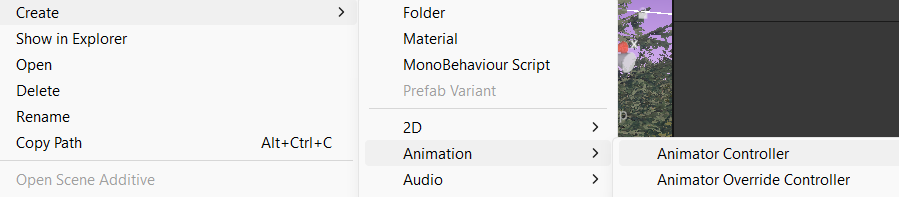 Create
Show in Explorer
Open
Delete
Rename
Copy Path Alt+Ctrl+C
Open Scene Additive
Folder
Material
MonoBehaviour Script
Prefab Variant
2D
Animation
Audio
Animator Controller
Animator Override Controller